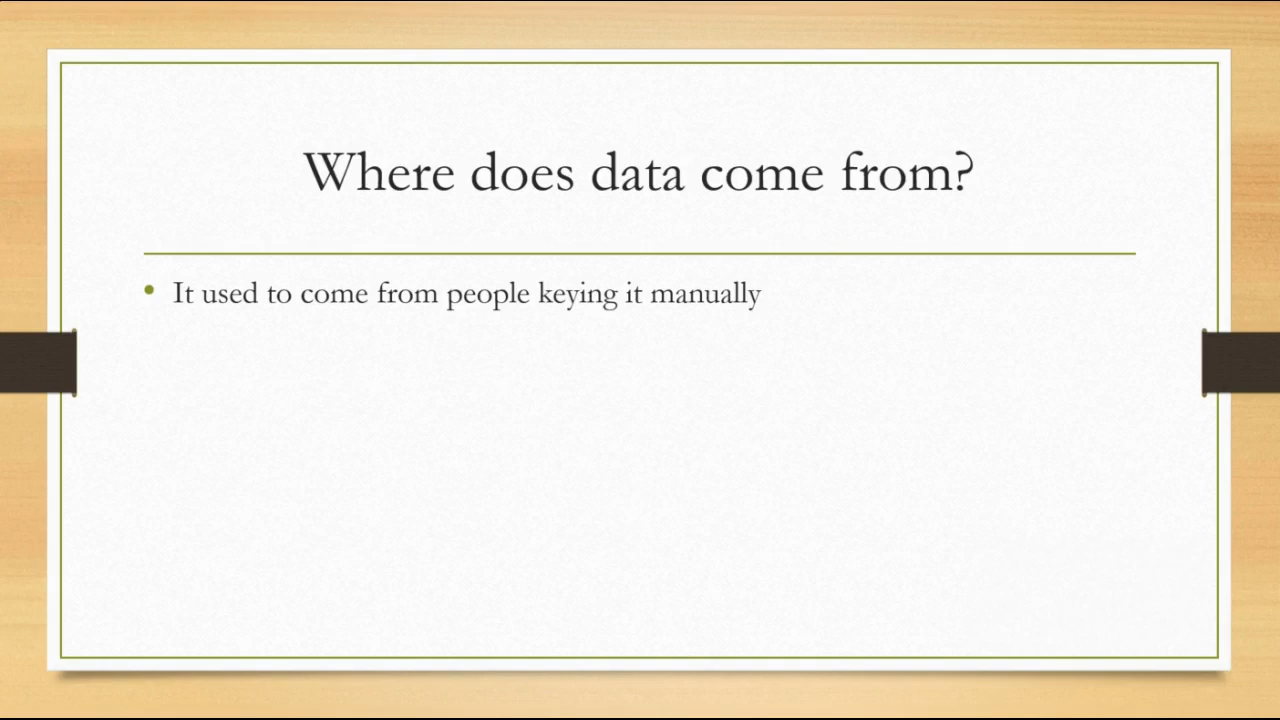 Where does data come from?
• It used to come from people keying it manually